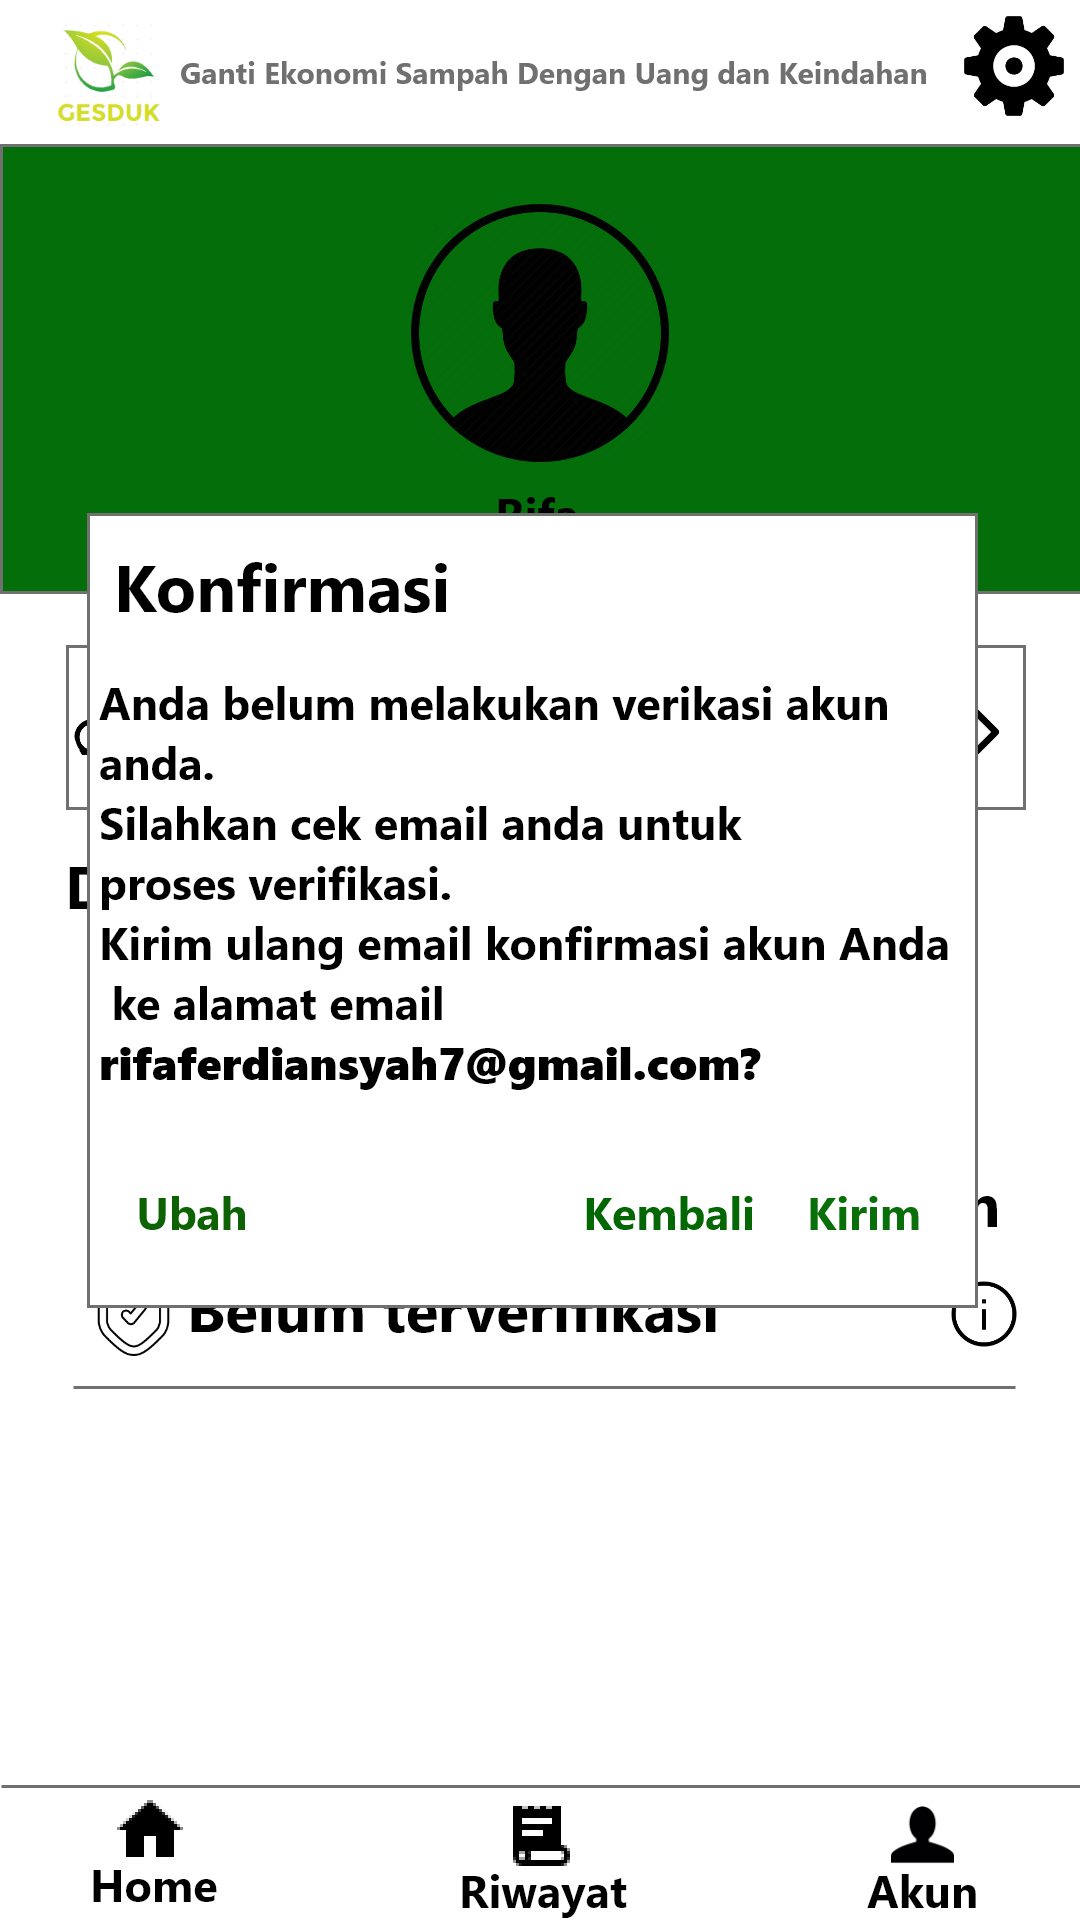 GESDUK
Ganti Ekonomi Sampah Dengan Uang dan Keindahan
Rifa
Konfirmasi
Anda belum melakukan verikasi akun
anda.
Silahkan cek email anda untuk
proses verifikasi.
Kirim ulang email konfirmasi akun Anda
ke alamat email
rifaferdiansyah7@gmail.com?
Ubah
Kembali
Kirim
Belum terverifikasi
Home
Riwayat
Akun